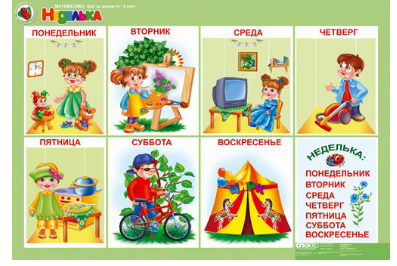 НЕДЕЛЬКА
ПОНЕДЕЛЬНИК
ВТОРНИК
СРЕДА
ЧЕТВЕРГ
ПЯТНИЦА
СУББОТА
ВОСКРЕСЕНЬЕ
НЕДЕЛЬКА:
ПОНЕДЕЛЬНИК
ВТОРНИК
СРЕДА
ЧЕТВЕРГ
ПЯТНИЦА
СУББОТА
ВОСКРЕСЕНЬЕ